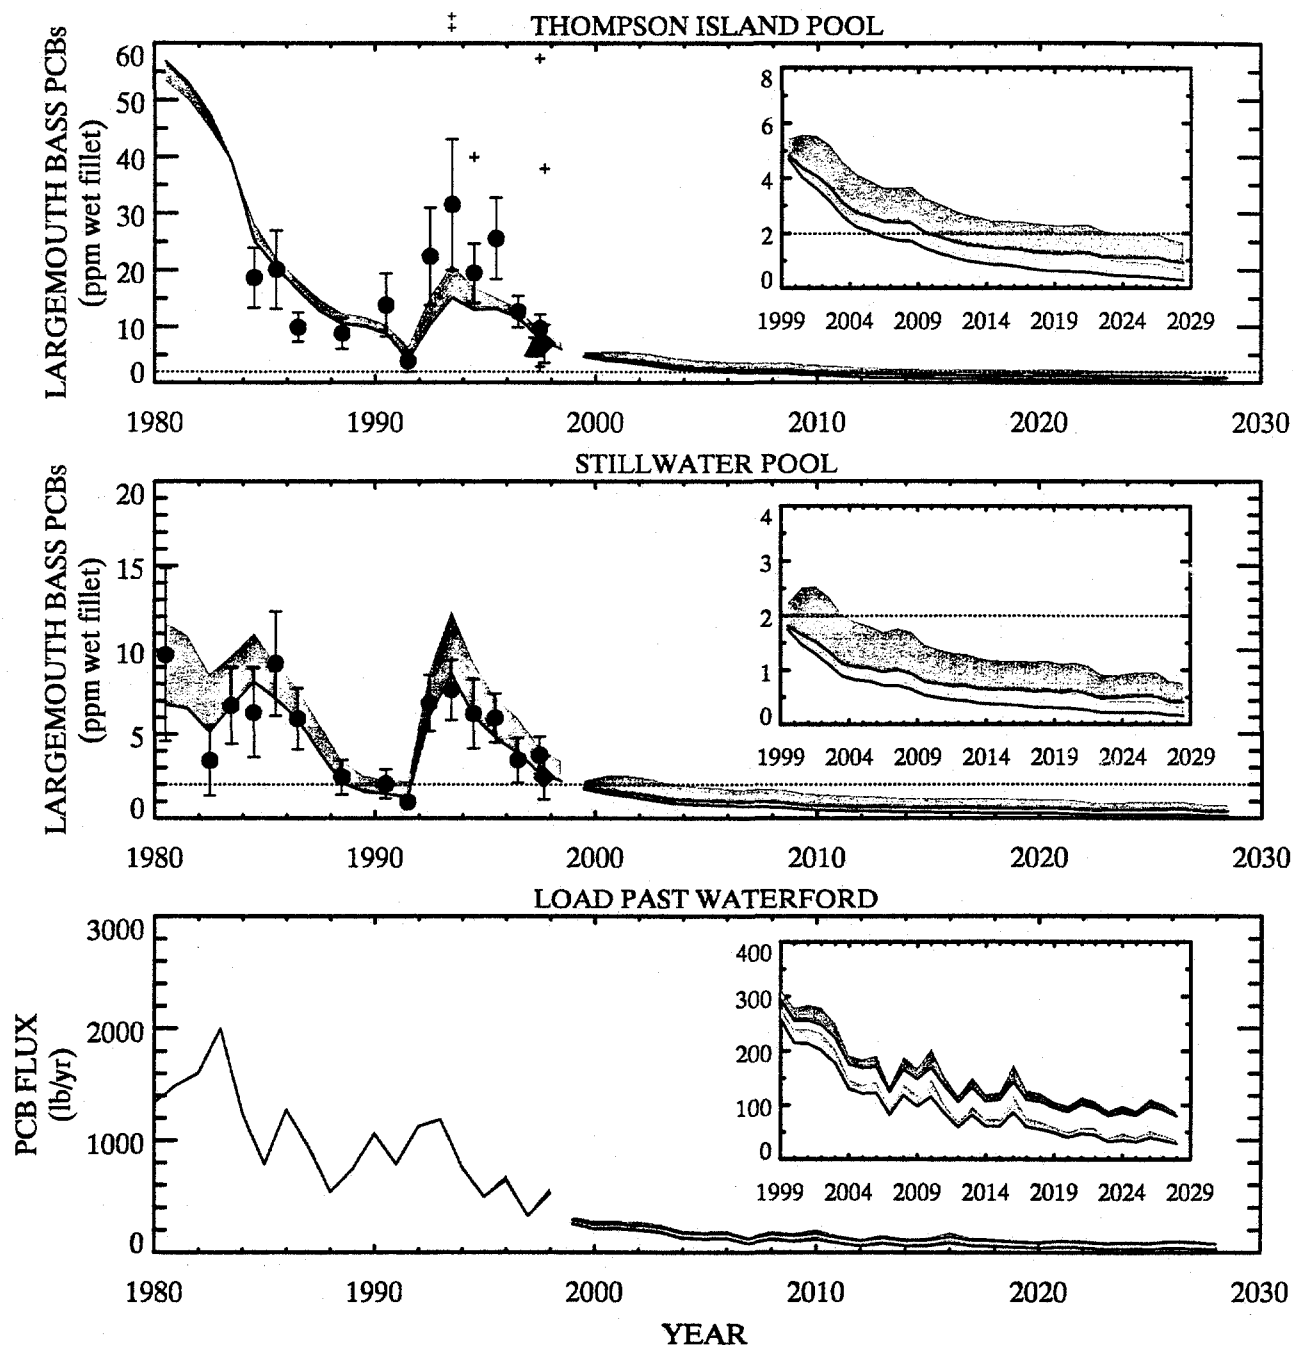 THOMPSON ISLAND POOL
LARGEMOUTH BASS PCBs
(ppm wet fillet)
60
50
40
30
20
10
0
1980 1990 2000 2010 2020 2030
8
6
4
2
0
1999 2004 2009 2014 2019 2024 2029
STILLWATER POOL
LARGEMOUTH BASS PCBs
(ppm wet fillet)
20
15
10
5
0
1980 1990 2000 2010 2020 2030
4
3
2
1
0
1999 2004 2009 2014 2019 2024 2029
LOAD PAST WATERFORD
PCB FLUX
(lb/yr)
3000
2000
1000
0
1980 1990 2000 2010 2020 2030
400
300
200
100
0
1999 2004 2009 2014 2019 2024 2029
YEAR